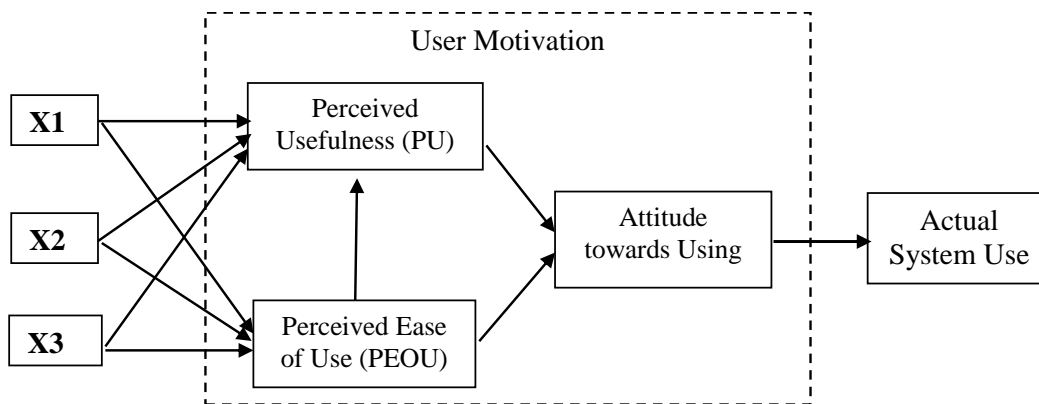 User Motivation
X1
Perceived
Usefulness (PU)
X2
Attitude
towards Using
Actual
System Use
X3
Perceived Ease
of Use (PEOU)